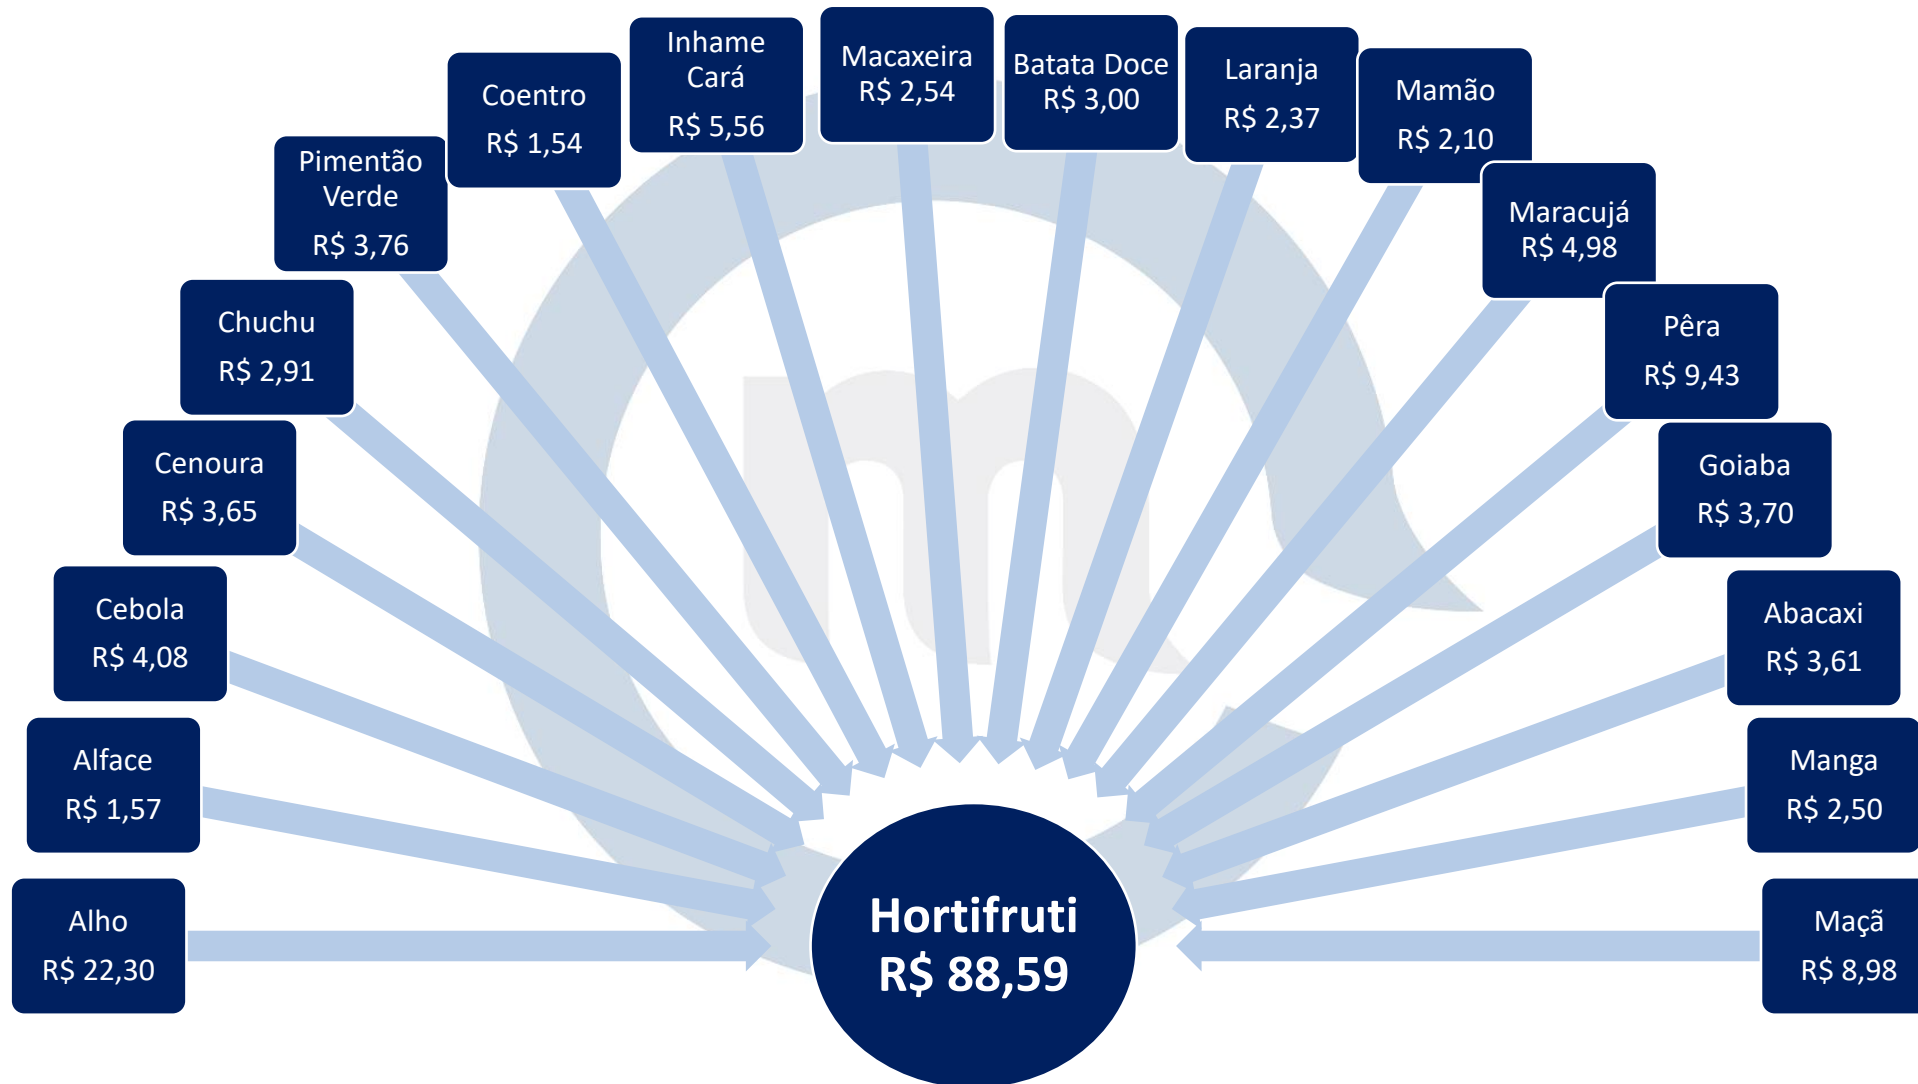 Inhame
Cará
R$ 5,56
Macaxeira
R$ 2,54
Batata Doce
R$ 3,00
Laranja
R$ 2,37
Mamão
R$ 2,10
Coentro
R$ 1,54
Pimentão
Verde
R$ 3,76
Maracujá
R$ 4,98
Chuchu
R$ 2,91
Pêra
R$ 9,43
Cenoura
R$ 3,65
Goiaba
R$ 3,70
Cebola
R$ 4,08
Abacaxi
R$ 3,61
Alface
R$ 1,57
Manga
R$ 2,50
Alho
R$ 22,30
Hortifruti
R$ 88,59
Maçã
R$ 8,98